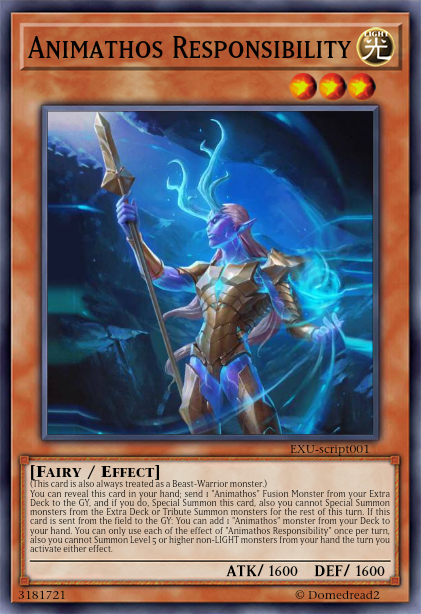 ANIMATHOS RESPONSIBILITY
LIGHT
光
EXU-script001
[FAIRY / EFFECT]
(This card is also always treated as a Beast-Warrior monster.)
You can reveal this card in your hand; send 1 "Animathos" Fusion Monster from your Extra
Deck to the GY, and if you do, Special Summon this card, also you cannot Special Summon
monsters from the Extra Deck or Tribute Summon monsters for the rest of this turn. If this
card is sent from the field to the GY: You can add 1 "Animathos" monster from your Deck to
your hand. You can only use each of the effect of "Animathos Responsibility" once per turn,
also you cannot Summon Level 5 or higher non-LIGHT monsters from your hand the turn you
activate either effect.
ATK/ 1600 DEF/ 1600
3181721 © Domedread2